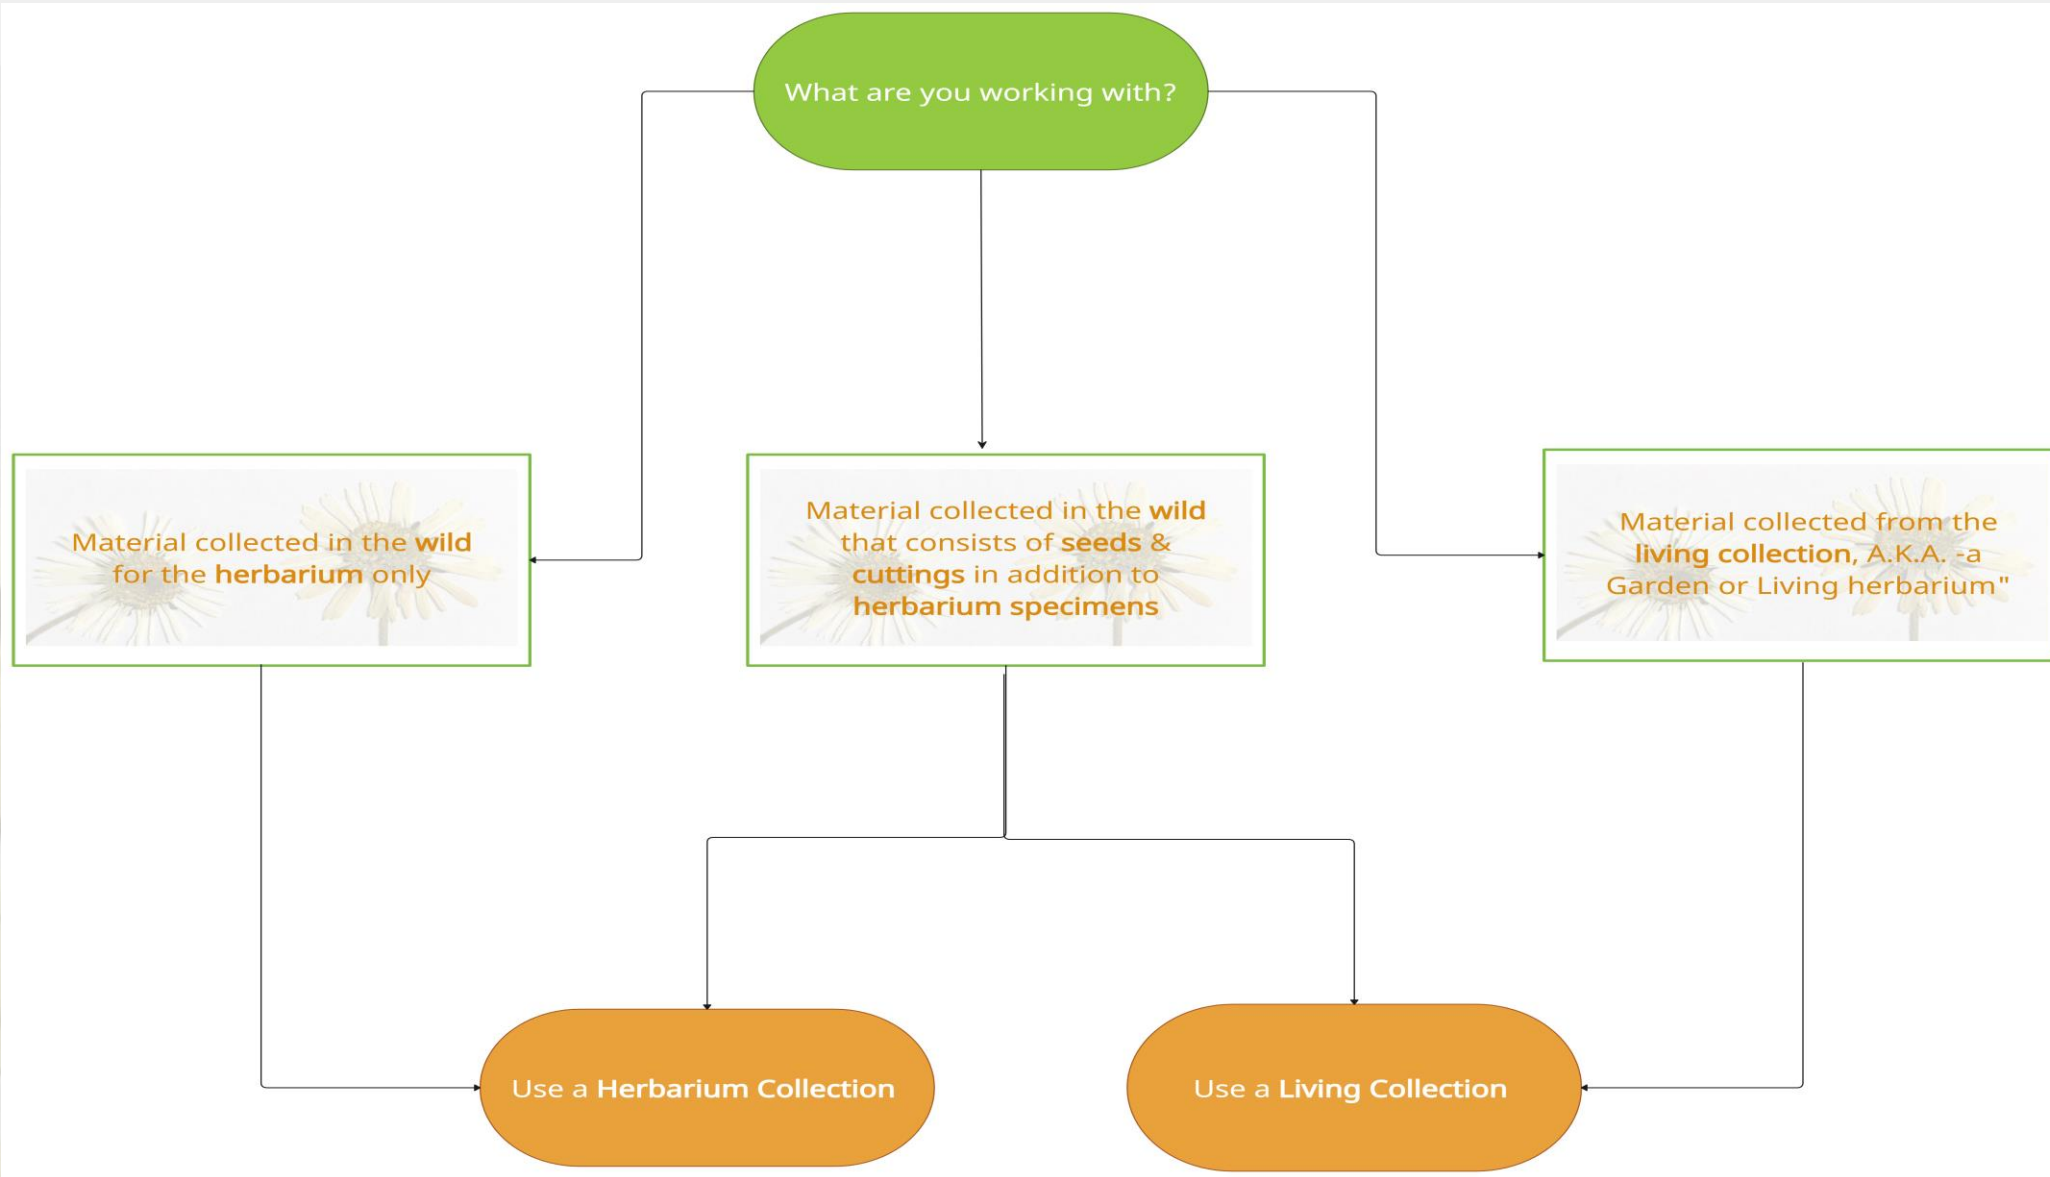 What are you working with?
Material collected in the wild
for the herbarium only
Material collected in the wild
that consists of seeds &
cuttings in addition to
herbarium specimens
Material collected from the
living collection, A.K.A. -a
Garden or Living herbarium"
Use a Herbarium Collection
Use a Living Collection